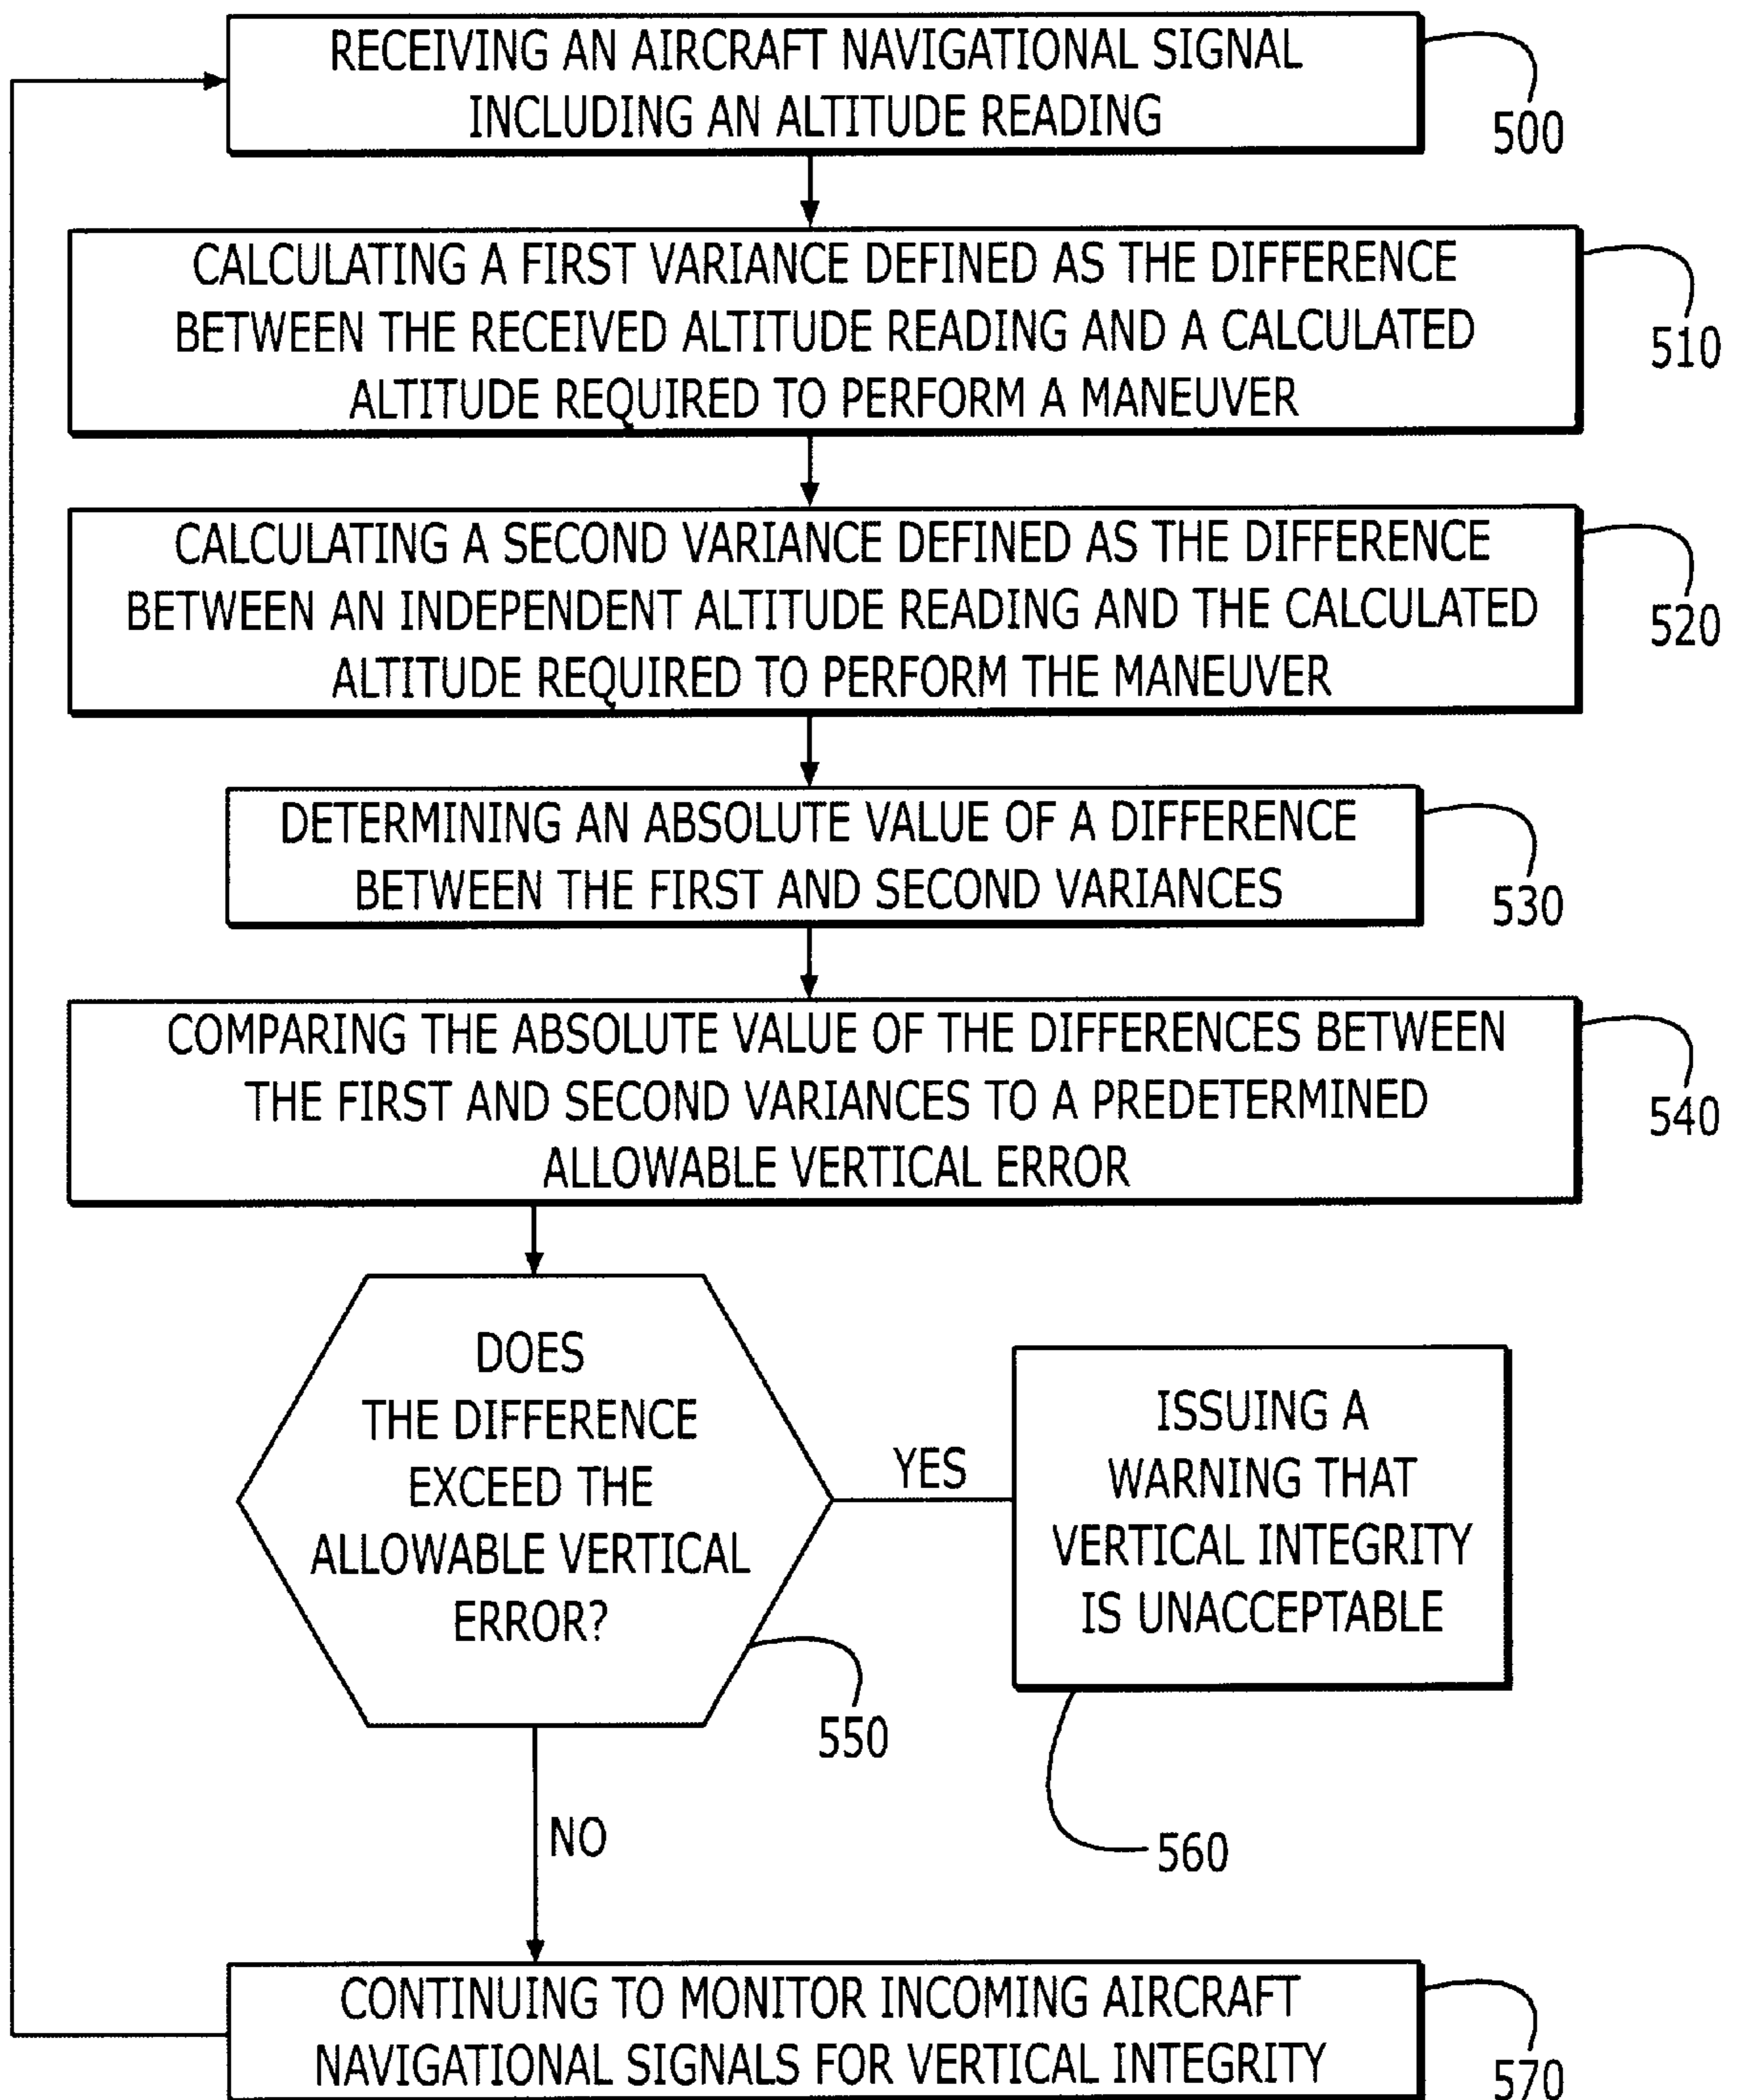 RECEIVING AN AIRCRAFT NAVIGATIONAL SIGNAL
INCLUDING AN ALTITUDE READING
500
CALCULATING A FIRST VARIANCE DEFINED AS THE DIFFERENCE
BETWEEN THE RECEIVED ALTITUDE READING AND A CALCULATED
ALTITUDE REQUIRED TO PERFORM A MANEUVER
510
CALCULATING A SECOND VARIANCE DEFINED AS THE DIFFERENCE
BETWEEN AN INDEPENDENT ALTITUDE READING AND THE CALCULATED
ALTITUDE REQUIRED TO PERFORM THE MANEUVER
520
DETERMINING AN ABSOLUTE VALUE OF A DIFFERENCE
BETWEEN THE FIRST AND SECOND VARIANCES
530
COMPARING THE ABSOLUTE VALUE OF THE DIFFERENCES BETWEEN
THE FIRST AND SECOND VARIANCES TO A PREDETERMINED
ALLOWABLE VERTICAL ERROR
540
DOES
THE DIFFERENCE
EXCEED THE
ALLOWABLE VERTICAL
ERROR?
550
YES
ISSUING A
WARNING THAT
VERTICAL INTEGRITY
IS UNACCEPTABLE
560
NO
CONTINUING TO MONITOR INCOMING AIRCRAFT
NAVIGATIONAL SIGNALS FOR VERTICAL INTEGRITY
570